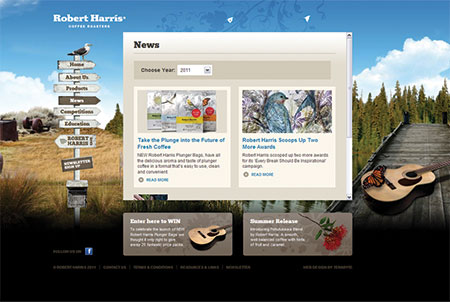 Robert Harris®
COFFEE ROASTERS
Home
About Us
Products
News
Competitions
Education
ROBERT
HARRIS
NEWSLETTER
News
Choose Year: 2011
Take the Plunge into the Future of
Fresh Coffee
NEW Robert Harris Plunger Bags, have all
the delicious aroma and taste of plunger
coffee in a format that's easy to use, clean
and convenient
READ MORE
Robert Harris Scoops Up Two
More Awards
Robert Harris scooped up two more awards
for its 'Every Break Should Be Inspirational'
campaign.
READ MORE
Enter here to WIN
To celebrate the launch of NEW
Robert Harris Plunger Bags we
thought it only right to give
away 25 fantastic prize packs.
Summer Release
Introducing Pohutukawa Blend
by Robert Harris. A smooth,
well balanced coffee with hints
of fruit and caramel.
FOLLOW US ON
© ROBERT HARRIS 2011 | CONTACT US | TERMS & CONDITIONS | RESOURCES & LINKS | NEWSLETTER
WEB DESIGN BY